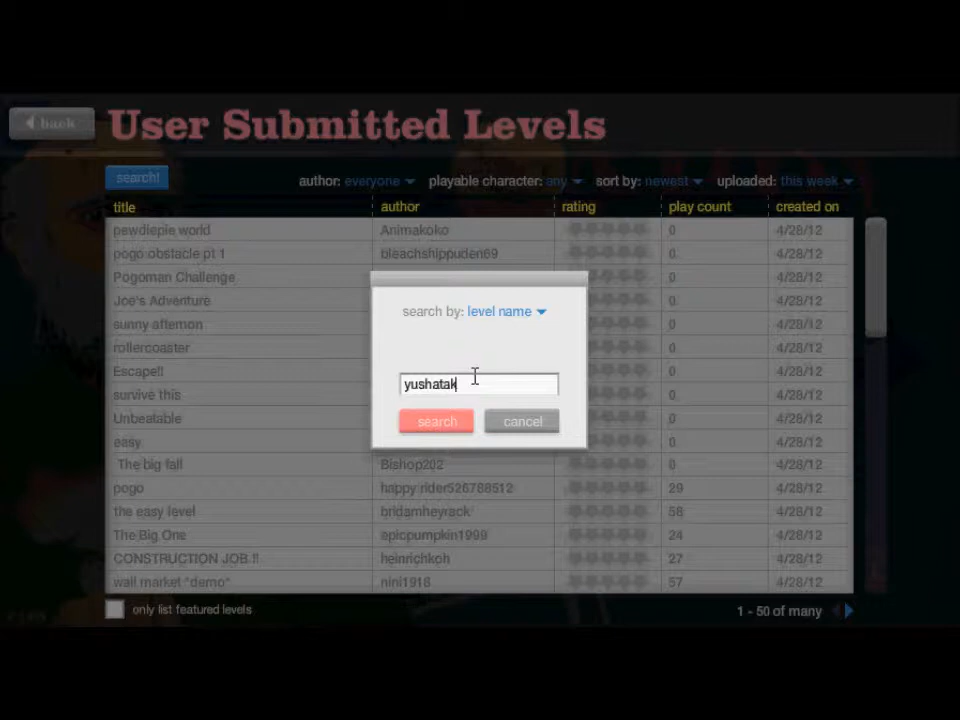 back
User Submitted Levels
search!
author: everyone playable character: any sort by: newest uploaded: this week
title author rating play count created on
pewdiepie world Animakoko 0 4/28/12
pogo obstacle pt 1 bleachshippuden69 0 4/28/12
Pogoman Challenge 0 4/28/12
Joe's Adventure 0 4/28/12
sunny afternon 0 4/28/12
rollercoaster 0 4/28/12
Escape!! 0 4/28/12
survive this 0 4/28/12
Unbeatable 0 4/28/12
easy 0 4/28/12
The big fall Bishop202 0 4/28/12
pogo happy rider526788512 29 4/28/12
the easy level bridamheyrack 58 4/28/12
The Big One epicpumpkin1999 24 4/28/12
CONSTRUCTION JOB !! heinrichkoh 27 4/28/12
wall market *demo* nini1918 57 4/28/12
search by: level name
yushatak
search cancel
only list featured levels 1 - 50 of many